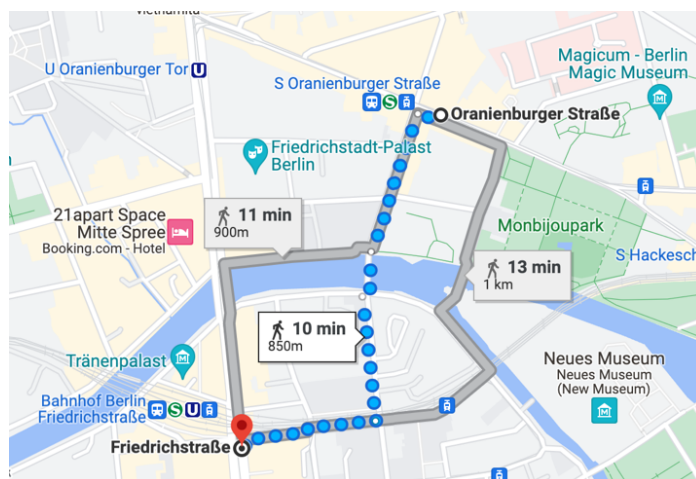 U Oranienburger Tor U
S Oranienburger Straße
S
Magicum - Berlin
Magic Museum
Oranienburger Straße
Friedrichstadt-Palast
Berlin
21apart Space
Mitte Spree
Booking.com - Hotel
11 min
900m
Monbijoupark
S Hackesch
13 min
1 km
10 min
850m
Tränenpalast
Neues Museum
Neues Museum
(New Museum)
Bahnhof Berlin
Friedrichstraße
S U
Friedrichstraße